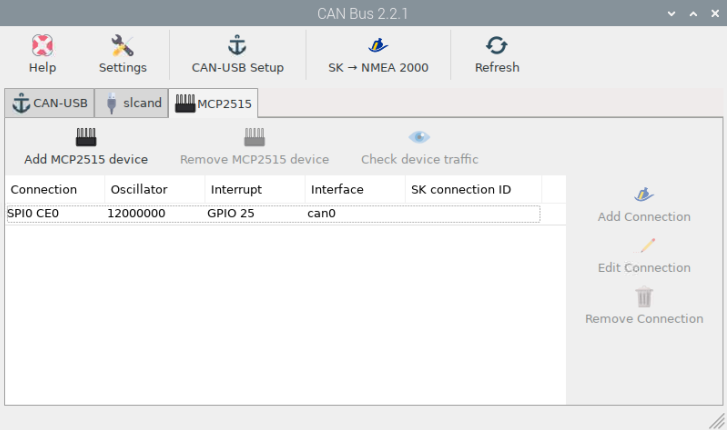 CAN Bus 2.2.1
Help Settings CAN-USB Setup SK → NMEA 2000 Refresh
CAN-USB slcand MCP2515
Add MCP2515 device Remove MCP2515 device Check device traffic
Connection Oscillator Interrupt Interface SK connection ID
SPI0 CE0 12000000 GPIO 25 can0
Add Connection
Edit Connection
Remove Connection